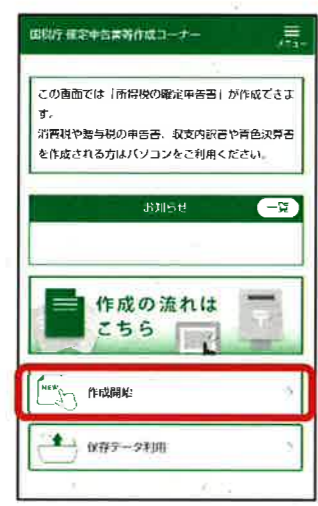 国税庁 確定申告書等作成コーナー
メニュー
この画面では「所得税の確定申告書」が作成できま
す。
消費税や贈与税の申告書、収支内訳書や青色決算書
を作成される方はパソコンをご利用ください。
お知らせ
一覧
作成の流れは
こちら
NEW
作成開始
保存データ利用